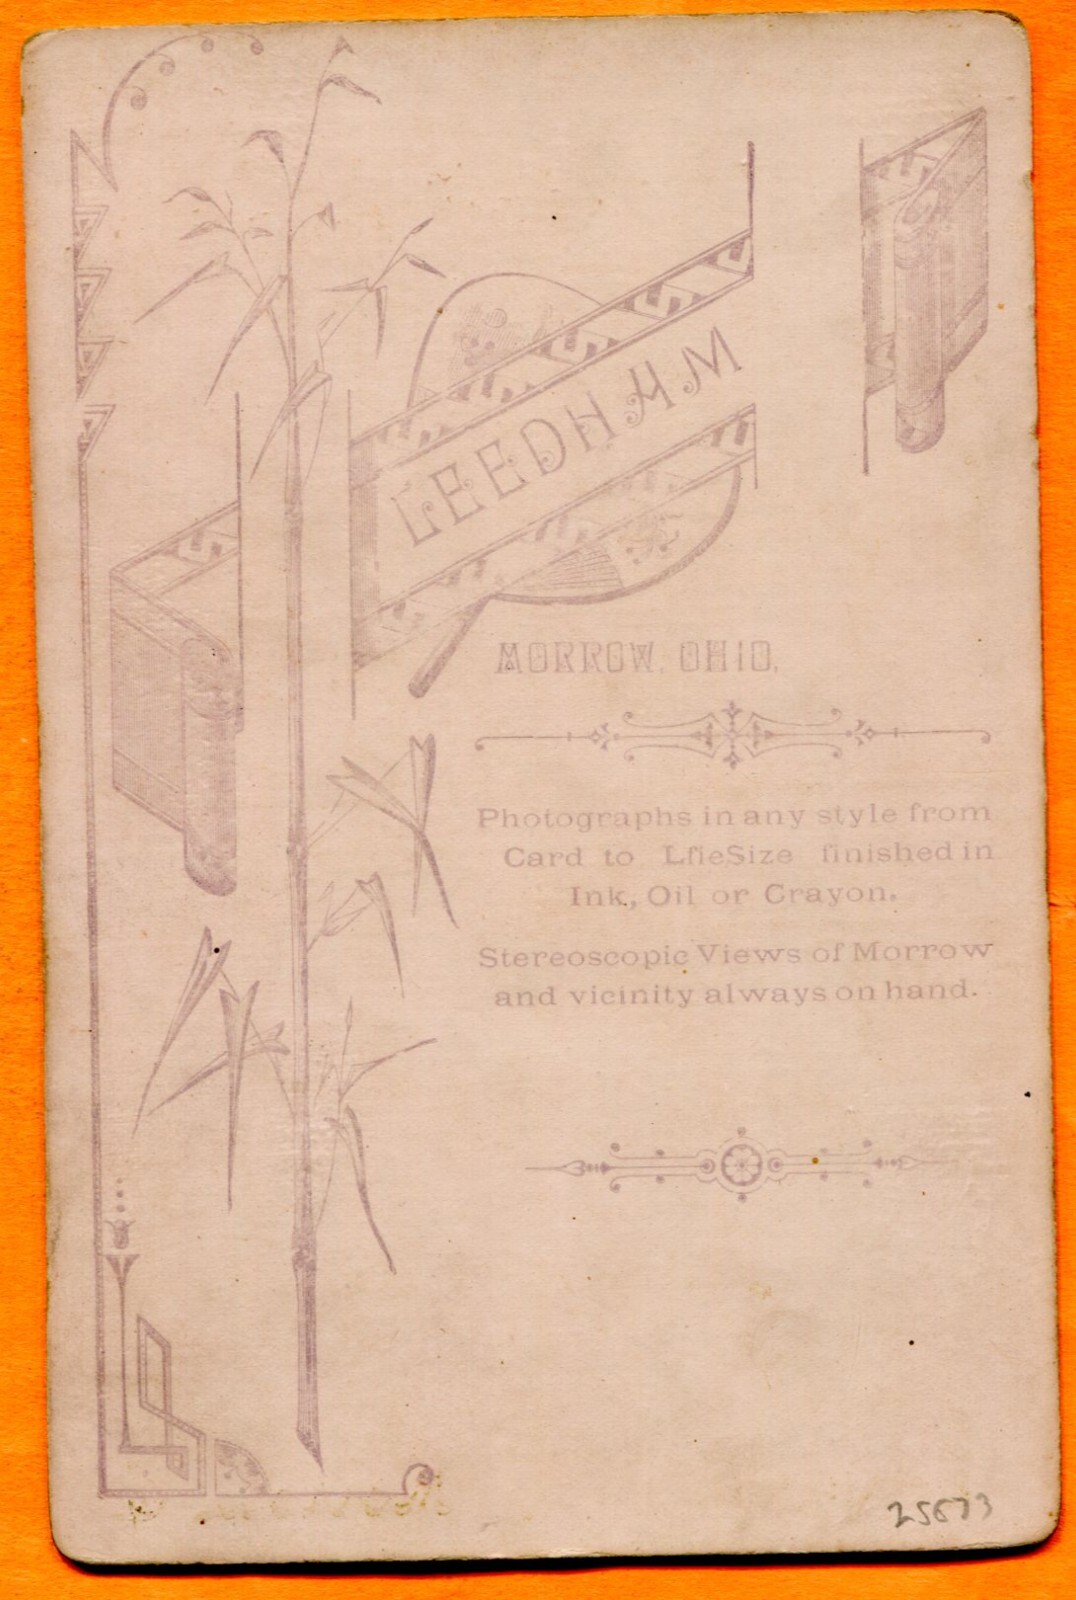 LEEDHAM
MORROW, OHIO,
Photographs in any style from
Card to LfieSize finished in
Ink, Oil or Crayon.
Stereoscopic Views of Morrow
and vicinity always on hand.
25673